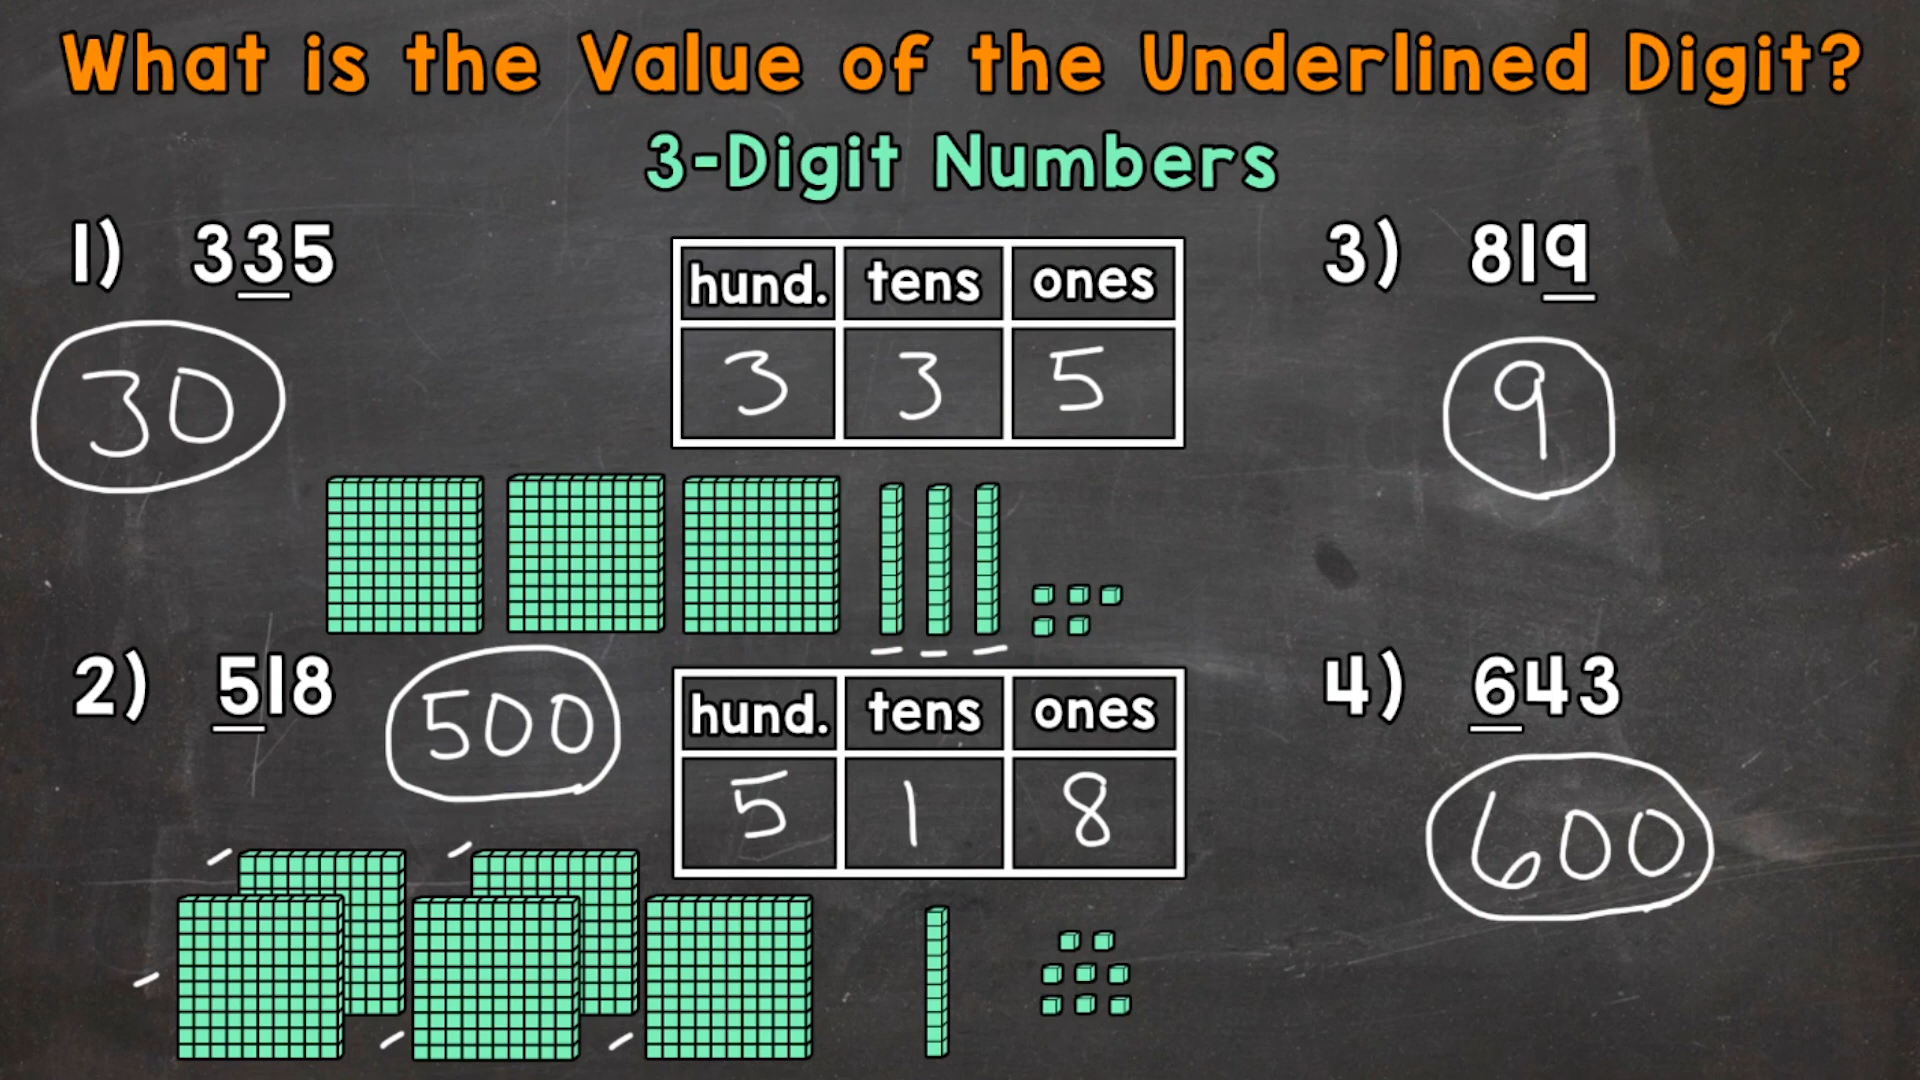 What is the Value of the Underlined Digit?
3-Digit Numbers
1) 335
30
hund. tens ones
3 3 5
2) 518
500
hund. tens ones
5 1 8
3) 819
9
4) 643
600